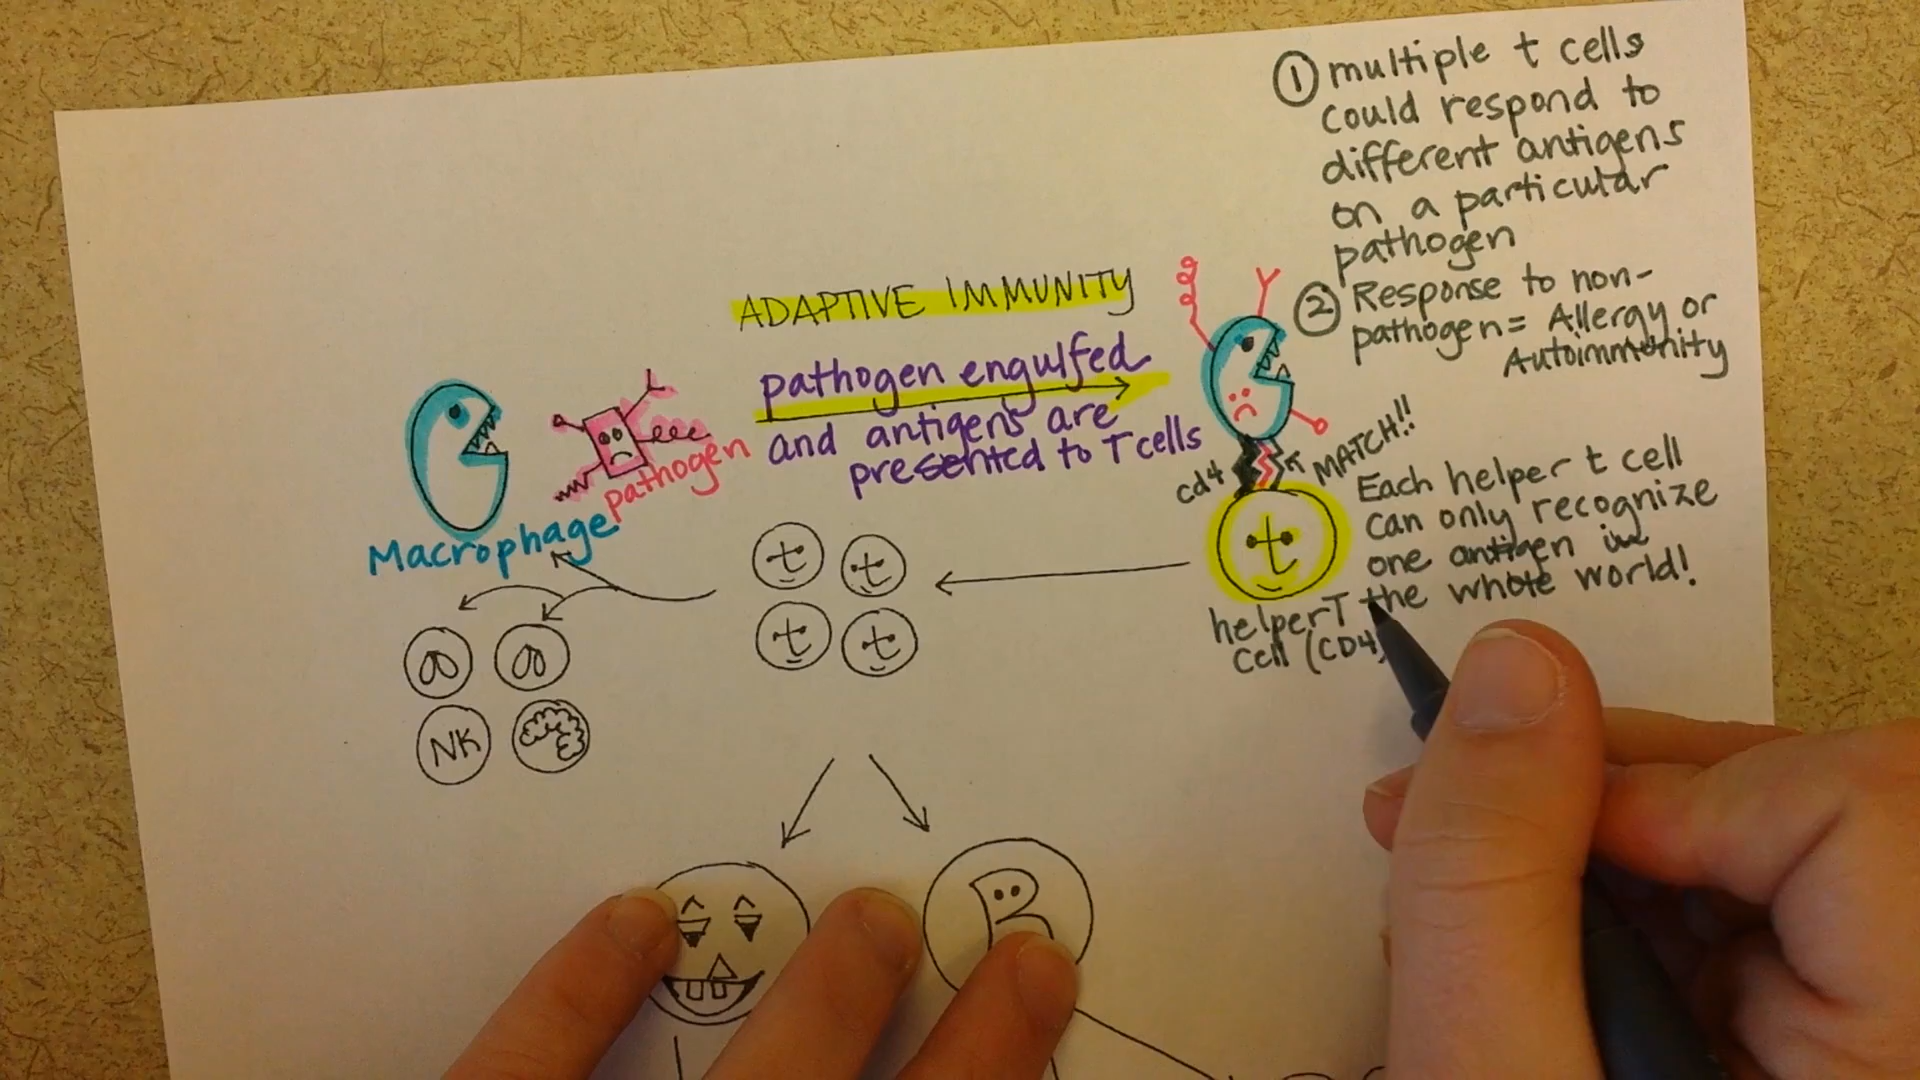 ① multiple t cells
could respond to
different antigens
on a particular
pathogen
② Response to non-
pathogen = Allergy or
Autoimmunity
ADAPTIVE IMMUNITY
pathogen engulfed
and antigens are
presented to T cells
pathogen
Macrophage
cd4
MATCH!!
Each helper t cell
can only recognize
one antigen in
the whole world!
t
helper T
cell (CD4)
t
t
t
t
NK
B